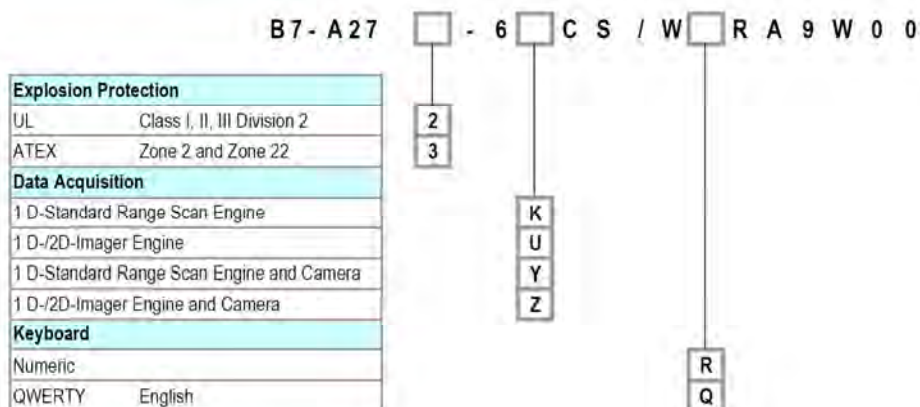 B7-A27 - 6 C S / W R A 9 W 0 0
Explosion Protection
UL Class I, II, III Division 2 2
ATEX Zone 2 and Zone 22 3
Data Acquisition
1 D-Standard Range Scan Engine K
1 D-/2D-Imager Engine U
1 D-Standard Range Scan Engine and Camera Y
1 D-/2D-Imager Engine and Camera Z
Keyboard
Numeric R
QWERTY English Q